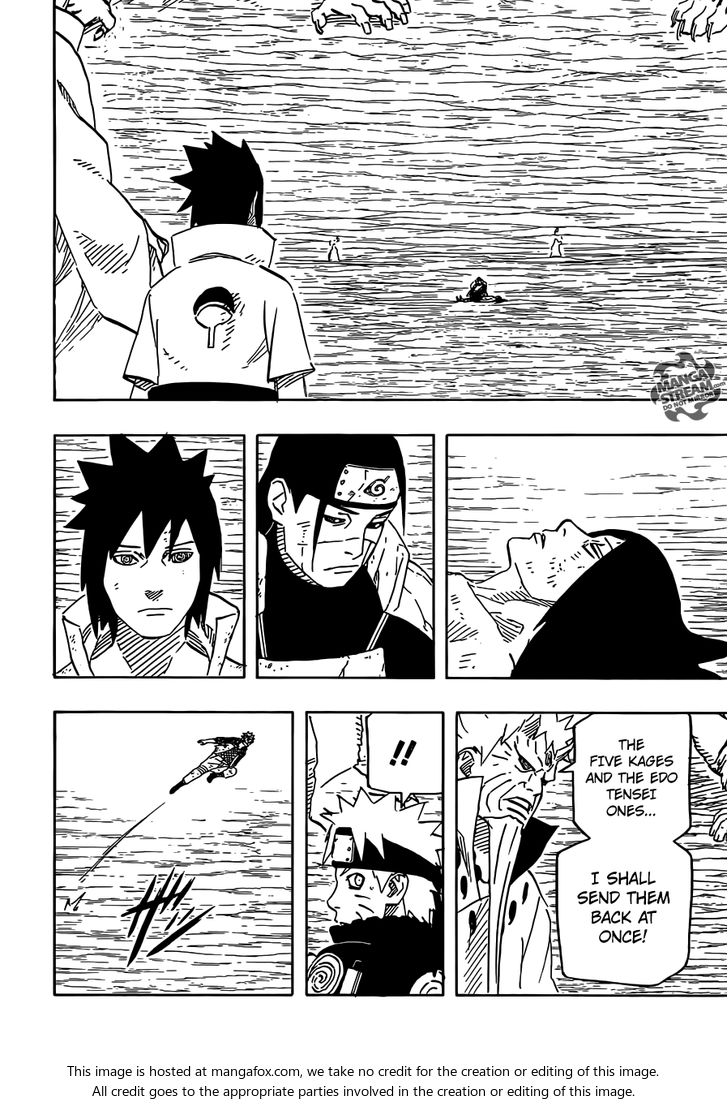 MANGA
STREAM
.COM
DO NOT MIRROR
!!
THE
FIVE KAGES
AND THE EDO
TENSEI
ONES...
I SHALL
SEND THEM
BACK AT
ONCE!
This image is hosted at mangafox.com, we take no credit for the creation or editing of this image.
All credit goes to the appropriate parties involved in the creation or editing of this image.